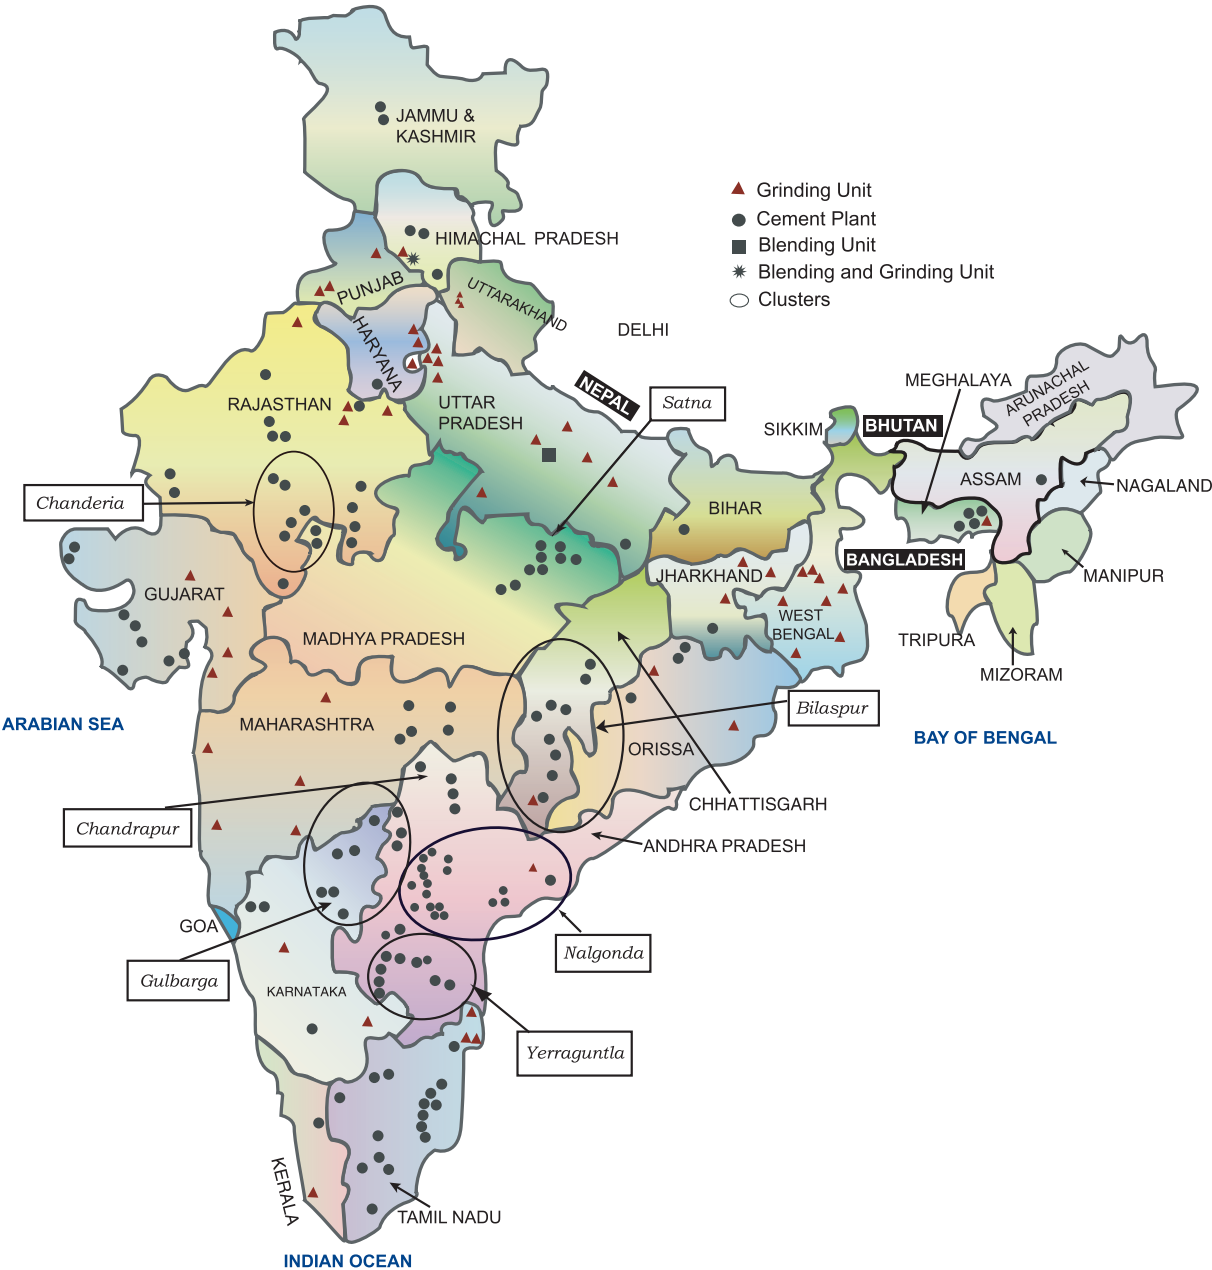 JAMMU &
KASHMIR
Grinding Unit
Cement Plant
Blending Unit
Blending and Grinding Unit
Clusters
HIMACHAL PRADESH
PUNJAB
UTTARAKHAND
HARYANA
DELHI
NEPAL
Satna
RAJASTHAN
UTTAR
PRADESH
MEGHALAYA
ARUNACHAL
PRADESH
SIKKIM
BHUTAN
ASSAM
NAGALAND
Chanderia
BIHAR
BANGLADESH
MANIPUR
GUJARAT
JHARKHAND
WEST
BENGAL
TRIPURA
MIZORAM
MADHYA PRADESH
ARABIAN SEA
MAHARASHTRA
Bilaspur
ORISSA
BAY OF BENGAL
CHHATTISGARH
Chandrapur
ANDHRA PRADESH
GOA
Nalgonda
Gulbarga
KARNATAKA
Yerraguntla
KERALA
TAMIL NADU
INDIAN OCEAN